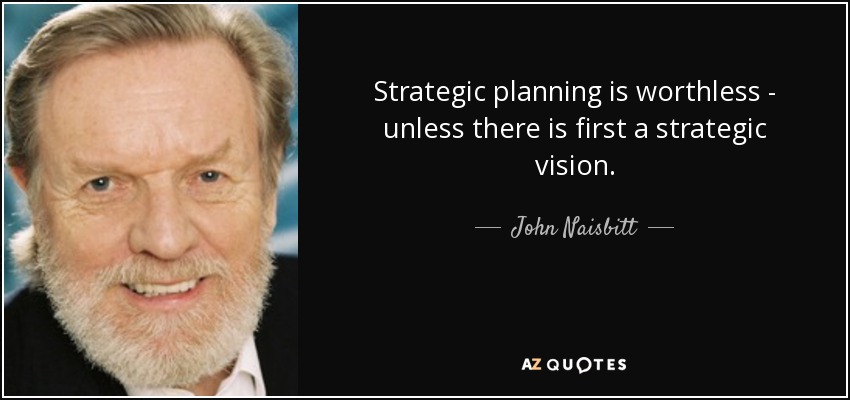 Strategic planning is worthless -
unless there is first a strategic
vision.
John Naisbitt
AZ QUOTES